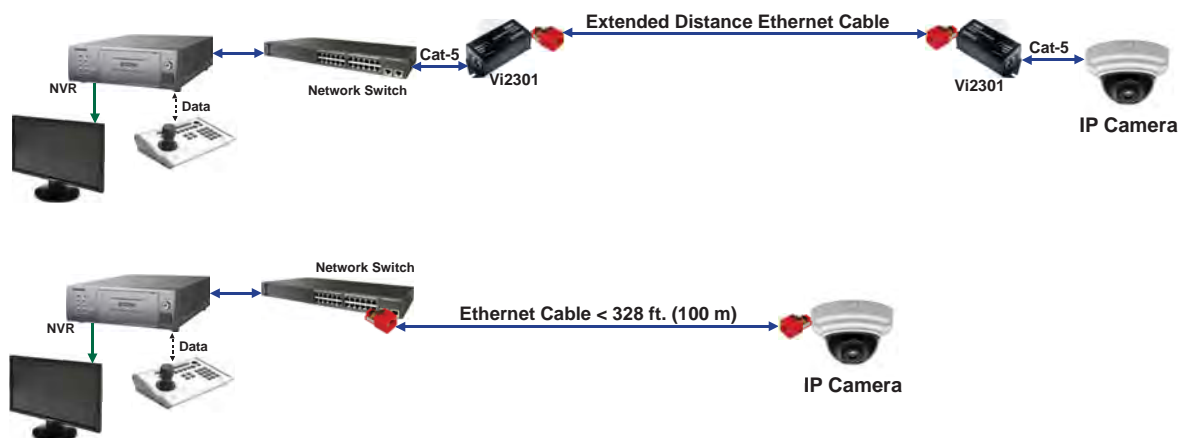 Extended Distance Ethernet Cable
Cat-5
Cat-5
NVR
Network Switch
Vi2301
Vi2301
Data
IP Camera
Network Switch
Ethernet Cable < 328 ft. (100 m)
NVR
Data
IP Camera